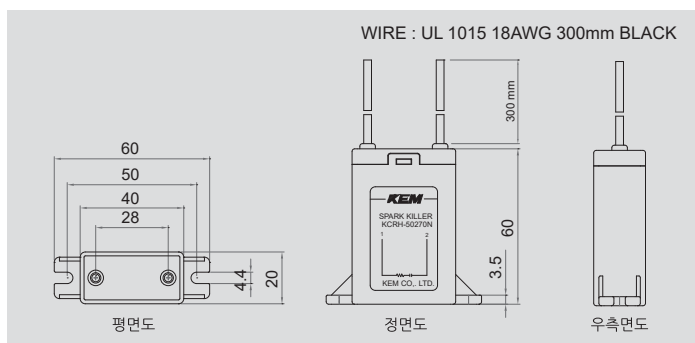 WIRE : UL 1015 18AWG 300mm BLACK
300 mm
60
50
40
28
4.4
20
KEM
SPARK KILLER
KCRH-50270N
1 2
KEM CO,. LTD.
3.5
60
평면도
정면도
우측면도